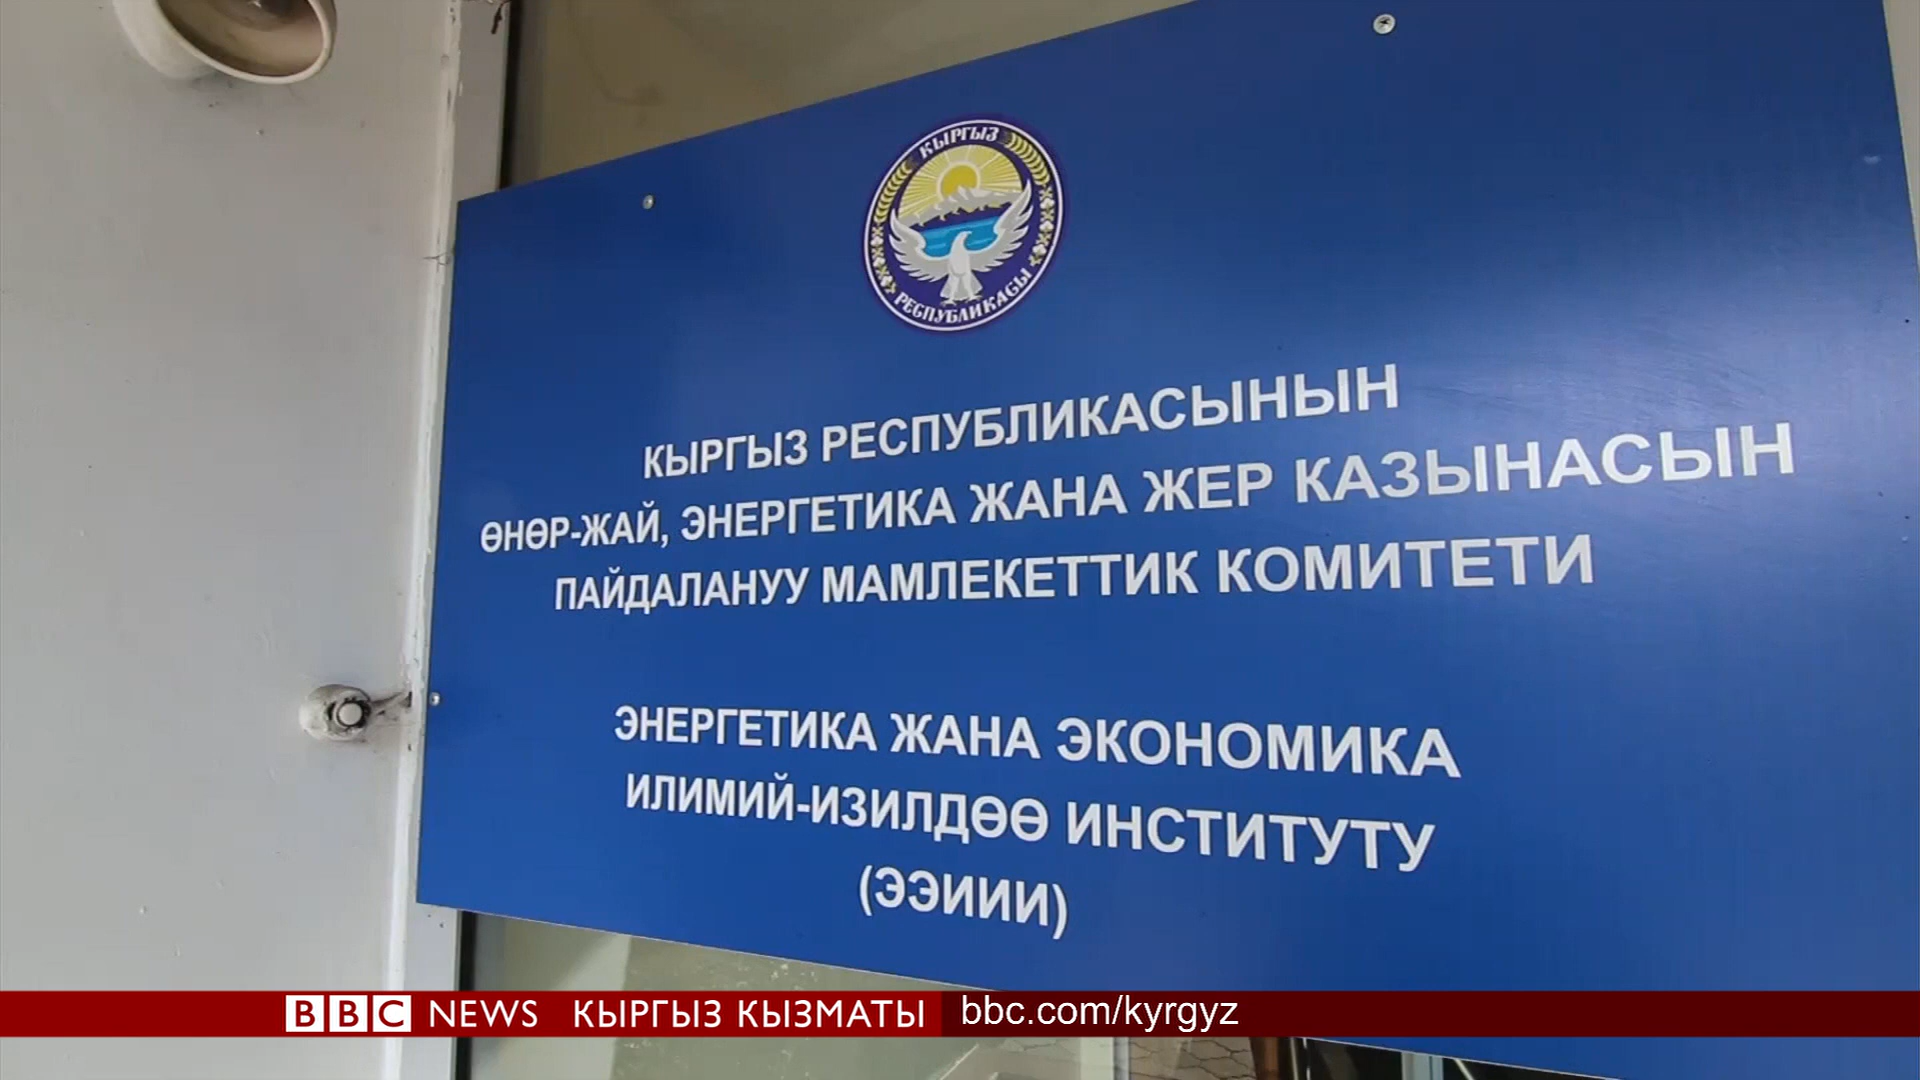 КЫРГЫЗ
РЕСПУБЛИКАСЫ
КЫРГЫЗ РЕСПУБЛИКАСЫНЫН
ӨНӨР-ЖАЙ, ЭНЕРГЕТИКА ЖАНА ЖЕР КАЗЫНАСЫН
ПАЙДАЛАНУУ МАМЛЕКЕТТИК КОМИТЕТИ
ЭНЕРГЕТИКА ЖАНА ЭКОНОМИКА
ИЛИМИЙ-ИЗИЛДӨӨ ИНСТИТУТУ
(ЭЭИИИ)
BBC NEWS КЫРГЫЗ КЫЗМАТЫ bbc.com/kyrgyz